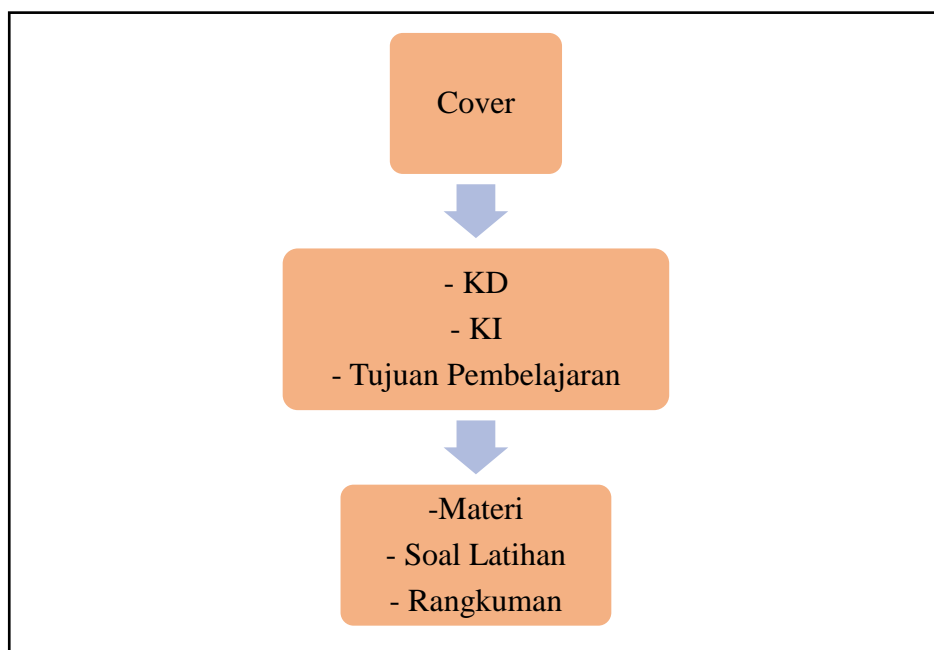 Cover
- KD
- KI
- Tujuan Pembelajaran
-Materi
- Soal Latihan
- Rangkuman